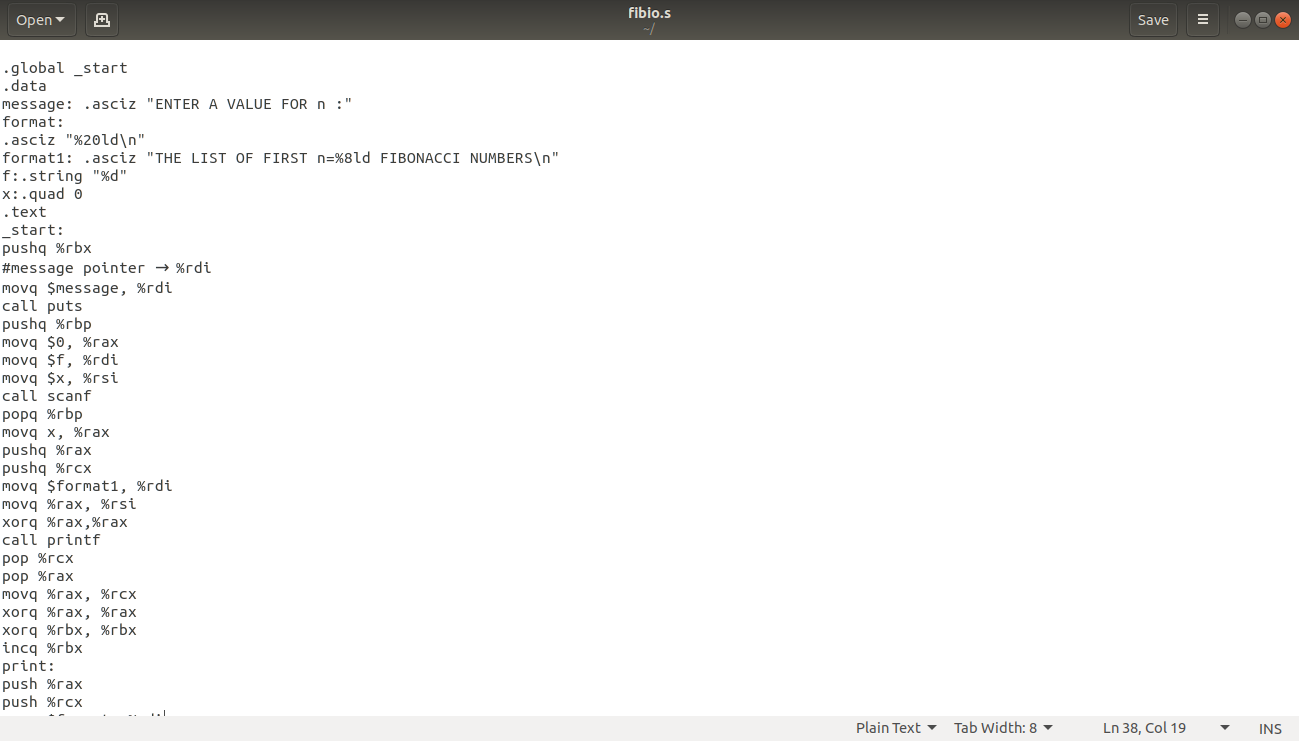 Open
fibio.s
~/
Save
.global _start
.data
message: .asciz "ENTER A VALUE FOR n :"
format:
.asciz "%20ld\n"
format1: .asciz "THE LIST OF FIRST n=%8ld FIBONACCI NUMBERS\n"
f:.string "%d"
x:.quad 0
.text
_start:
pushq %rbx
#message pointer → %rdi
movq $message, %rdi
call puts
pushq %rbp
movq $0, %rax
movq $f, %rdi
movq $x, %rsi
call scanf
popq %rbp
movq x, %rax
pushq %rax
pushq %rcx
movq $format1, %rdi
movq %rax, %rsi
xorq %rax,%rax
call printf
pop %rcx
pop %rax
movq %rax, %rcx
xorq %rax, %rax
xorq %rbx, %rbx
incq %rbx
print:
push %rax
push %rcx
Plain Text
Tab Width: 8
Ln 38, Col 19
INS